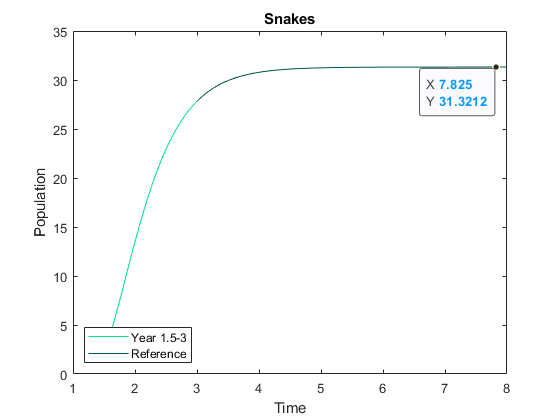 Snakes
35
30
25
20
15
10
5
0
Population
X 7.825
Y 31.3212
Year 1.5-3
Reference
1 2 3 4 5 6 7 8
Time